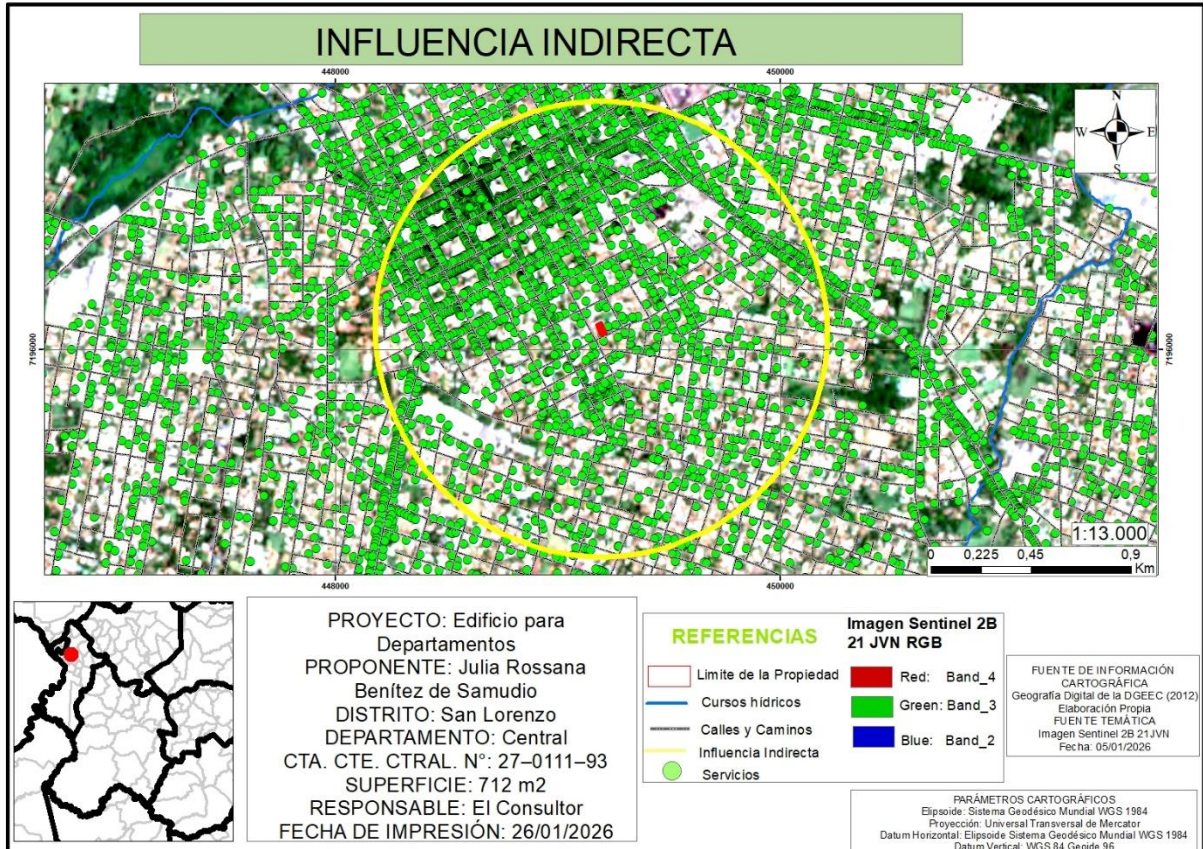 INFLUENCIA INDIRECTA
448000
450000
N
W
E
S
7196000
7196000
1:13.000
0 0,225 0,45 0,9
Km
448000
450000
PROYECTO: Edificio para
Departamentos
PROPONENTE: Julia Rossana
Benítez de Samudio
DISTRITO: San Lorenzo
DEPARTAMENTO: Central
CTA. CTE. CTRAL. N°: 27–0111–93
SUPERFICIE: 712 m2
RESPONSABLE: El Consultor
FECHA DE IMPRESIÓN: 26/01/2026
REFERENCIAS
Limite de la Propiedad
Cursos hídricos
Calles y Caminos
Influencia Indirecta
Servicios
Imagen Sentinel 2B
21 JVN RGB
Red: Band_4
Green: Band_3
Blue: Band_2
FUENTE DE INFORMACIÓN
CARTOGRÁFICA
Geografía Digital de la DGEEC (2012)
Elaboración Propia
FUENTE TEMÁTICA
Imagen Sentinel 2B 21JVN
Fecha: 05/01/2026
PARÁMETROS CARTOGRÁFICOS
Elipsoide: Sistema Geodésico Mundial WGS 1984
Proyección: Universal Transversal de Mercator
Datum Horizontal: Elipsoide Sistema Geodésico Mundial WGS 1984
Datum Vertical: WGS 84 Geoide 96